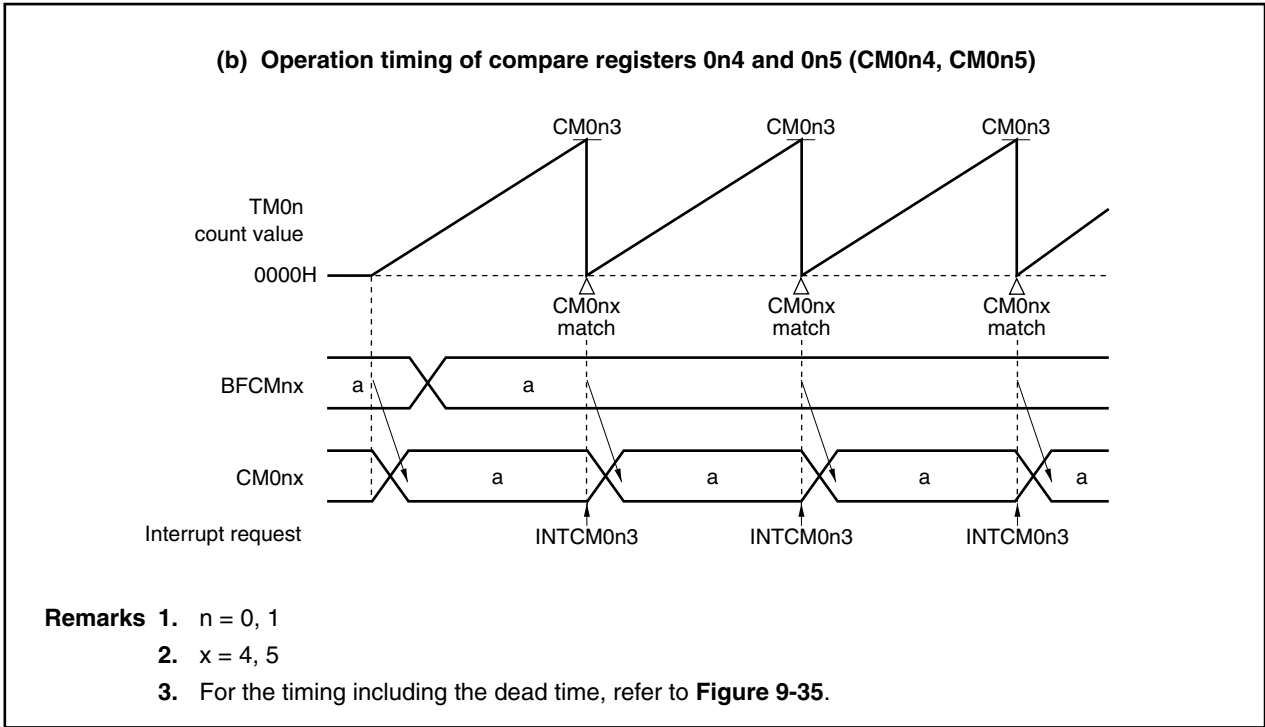 (b) Operation timing of compare registers 0n4 and 0n5 (CM0n4, CM0n5)
CM0n3 CM0n3 CM0n3
TM0n
count value
0000H
CM0nx CM0nx CM0nx
match match match
BFCMnx a a
CM0nx a a a a
Interrupt request INTCM0n3 INTCM0n3 INTCM0n3
Remarks 1. n = 0, 1
2. x = 4, 5
3. For the timing including the dead time, refer to Figure 9-35.